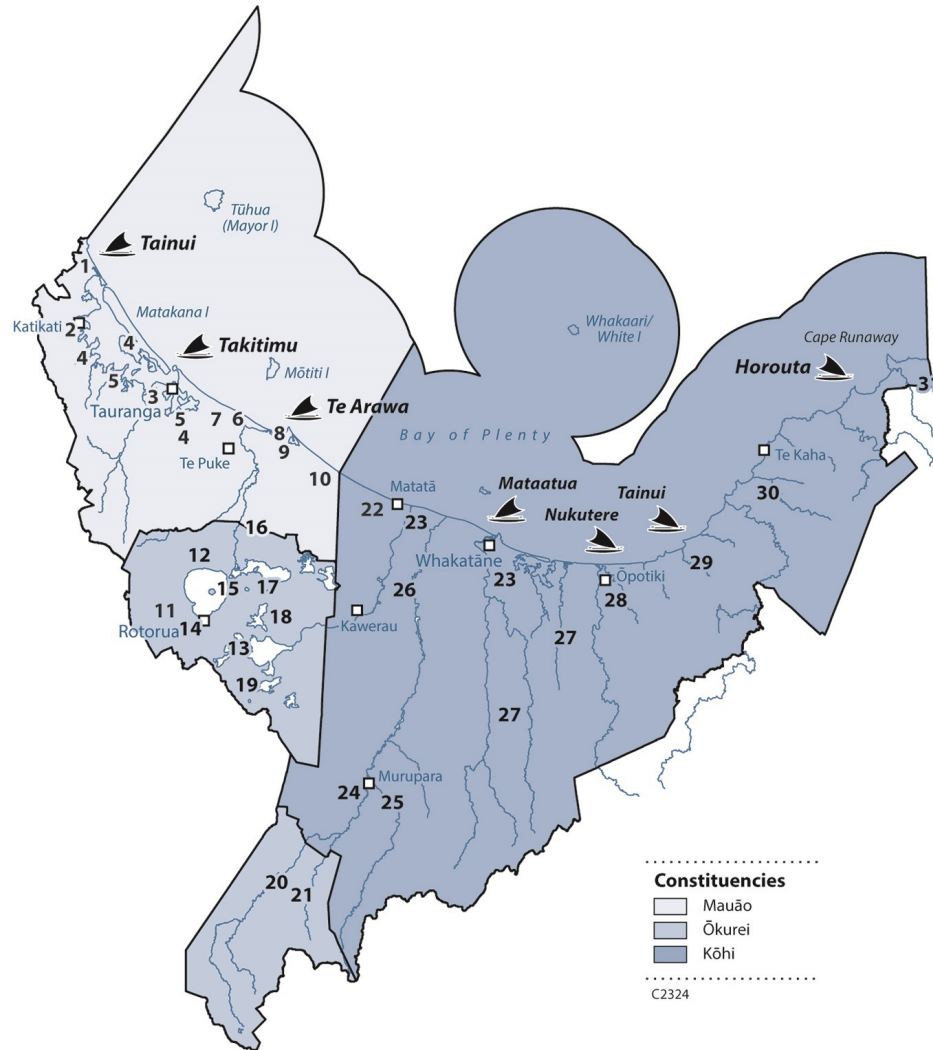 Tūhua
(Mayor I)
Tainui
1
Matakana I
Katikati
2
4
4
Takitimu
Mōtiti I
5
3
Tauranga
5
4
7
6
Te Arawa
8
9
Te Puke
10
Whakaari/
White I
Cape Runaway
Horouta
31
Bay of Plenty
Te Kaha
30
Matatā
22
23
Mataatua
Tainui
Nukutere
Whakatāne
23
Ōpotiki
28
29
16
12
15
17
11
18
Rotorua
14
13
19
26
Kawerau
27
27
Murupara
24
25
20
21
Constituencies
Mauāo
Ōkurei
Kōhi
C2324